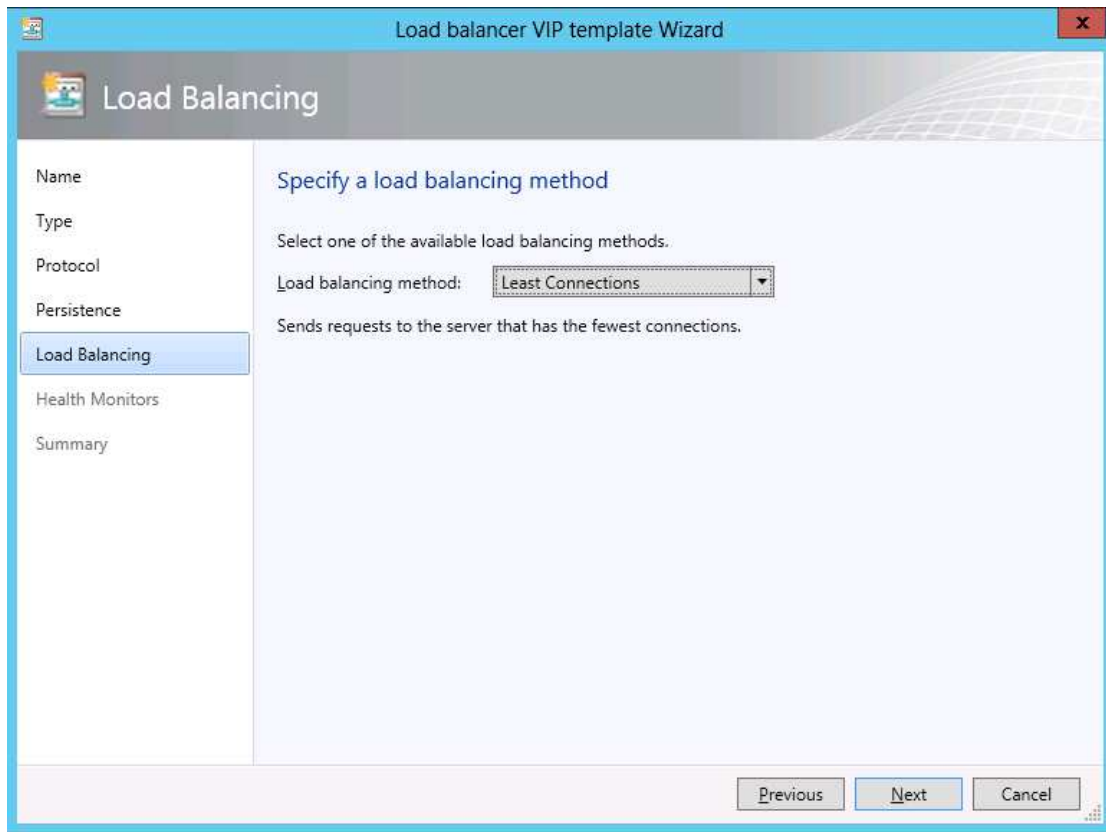 Load balancer VIP template Wizard
x
Load Balancing
Name
Type
Protocol
Persistence
Load Balancing
Health Monitors
Summary
Specify a load balancing method
Select one of the available load balancing methods.
Load balancing method: Least Connections
Sends requests to the server that has the fewest connections.
Previous Next Cancel